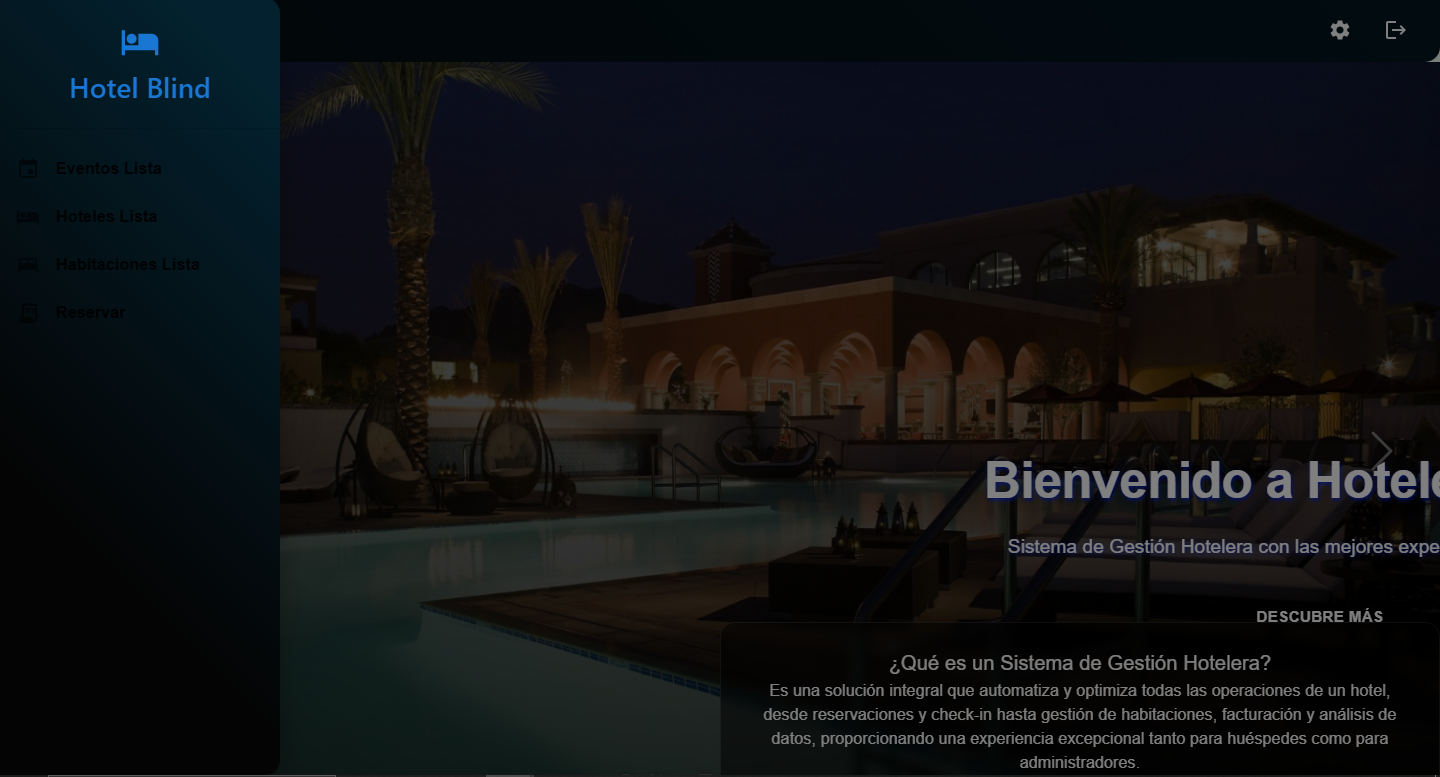 Hotel Blind
Eventos Lista
Hoteles Lista
Habitaciones Lista
Reservar
Bienvenido a Hotele
Sistema de Gestión Hotelera con las mejores expe
DESCUBRE MÁS
¿Qué es un Sistema de Gestión Hotelera?
Es una solución integral que automatiza y optimiza todas las operaciones de un hotel,
desde reservaciones y check-in hasta gestión de habitaciones, facturación y análisis de
datos, proporcionando una experiencia excepcional tanto para huéspedes como para
administradores.